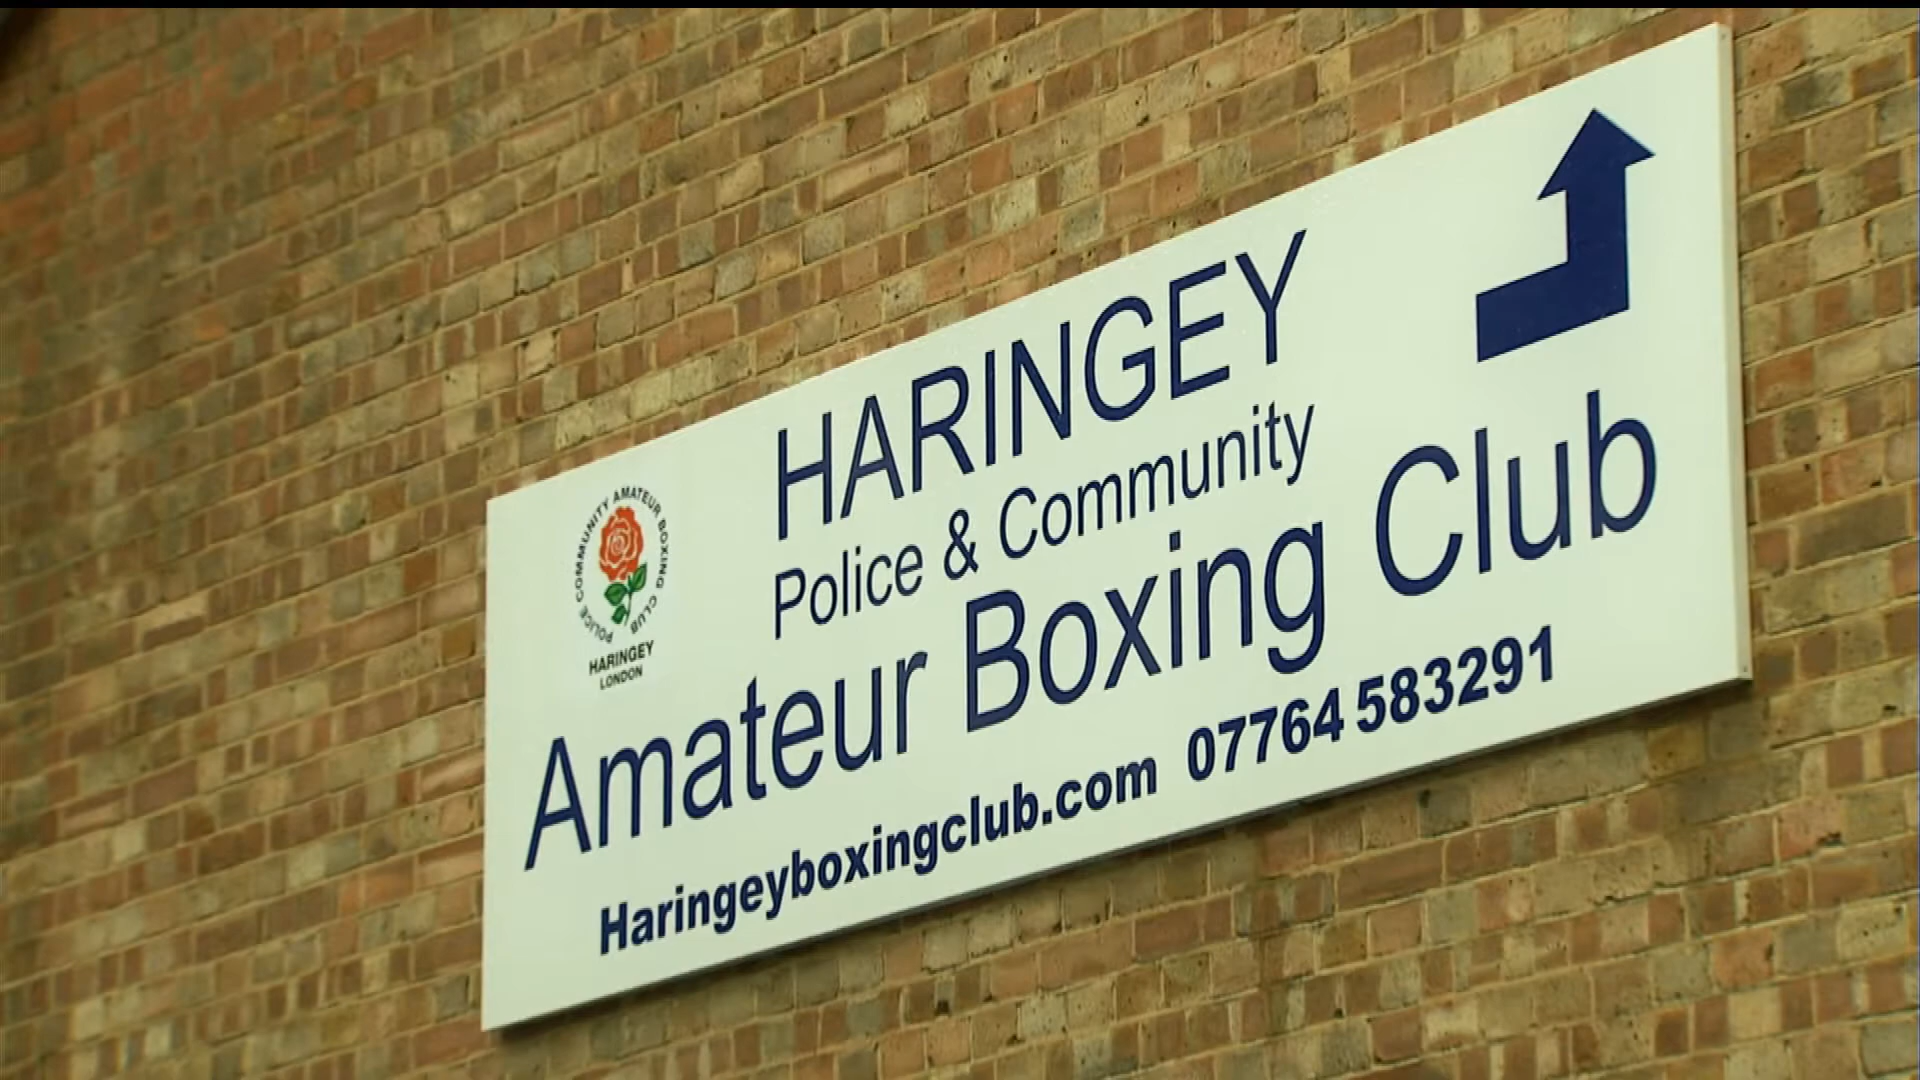 HARINGEY
Police & Community
Amateur Boxing Club
Haringeyboxingclub.com 07764 583291
POLICE COMMUNITY AMATEUR BOXING CLUB
HARINGEY
LONDON